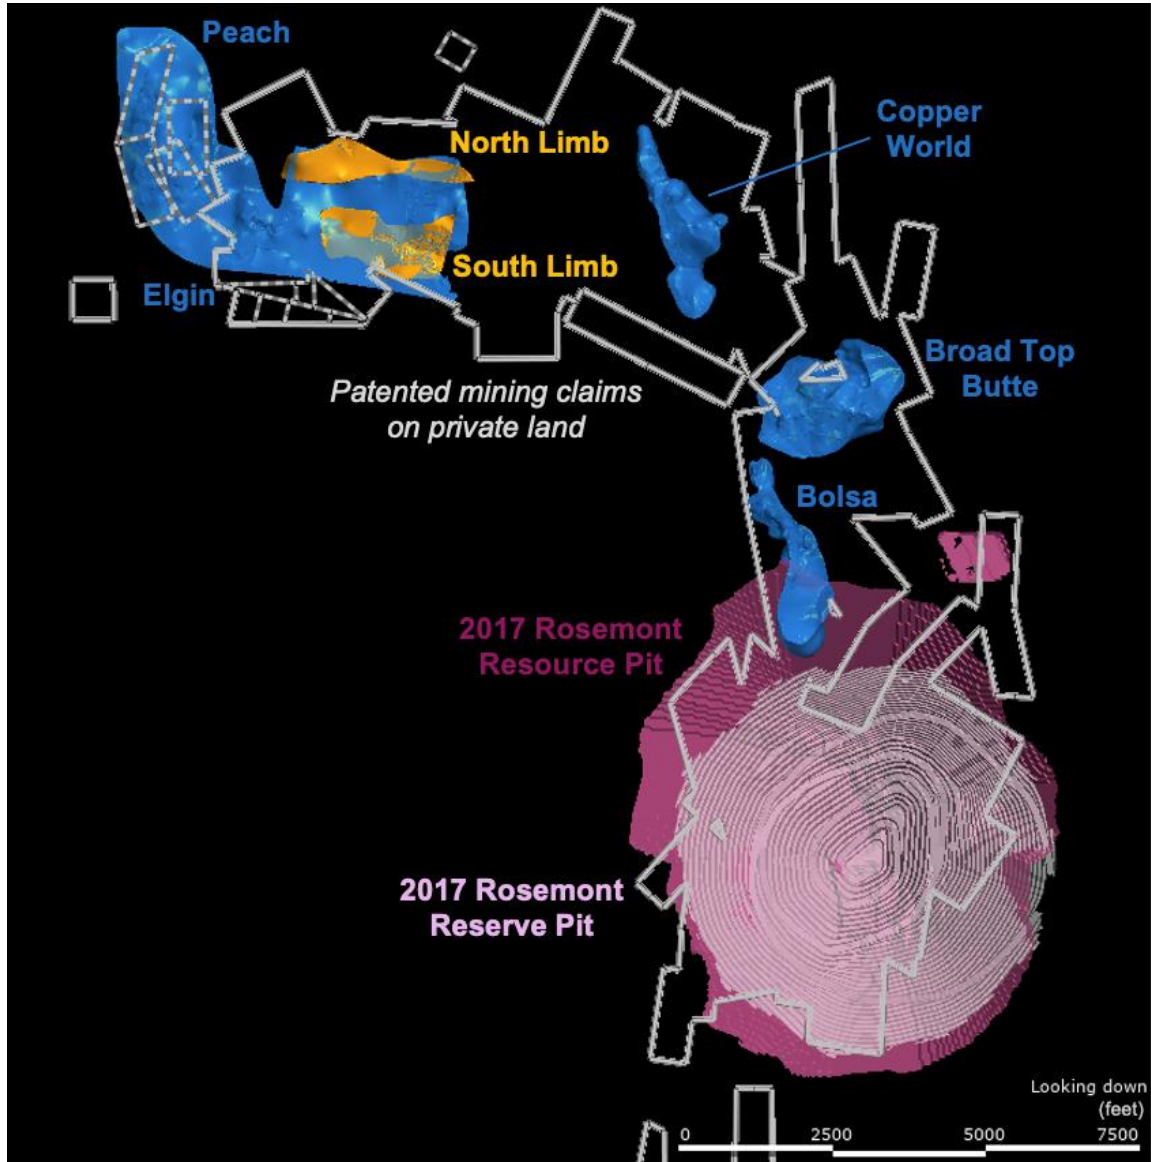 Peach
Copper
World
North Limb
South Limb
Elgin
Broad Top
Butte
Patented mining claims
on private land
Bolsa
2017 Rosemont
Resource Pit
2017 Rosemont
Reserve Pit
Looking down
(feet)
0 2500 5000 7500